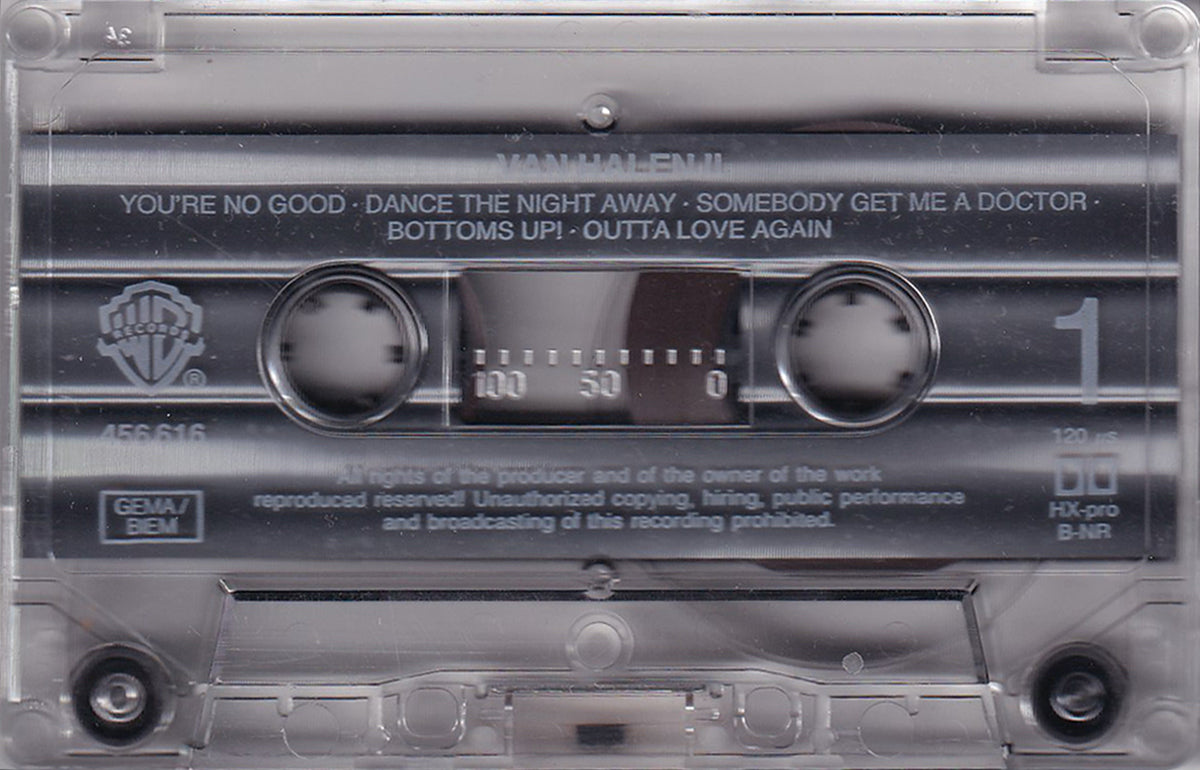 VAN HALEN II
YOU'RE NO GOOD · DANCE THE NIGHT AWAY · SOMEBODY GET ME A DOCTOR ·
BOTTOMS UP! · OUTTA LOVE AGAIN
RECORDS
®
1
100 50 0
456 616
120 µs
All rights of the producer and of the owner of the work
reproduced reserved! Unauthorized copying, hiring, public performance
and broadcasting of this recording prohibited.
GEMA/
BIEM
HX-pro
B-NR